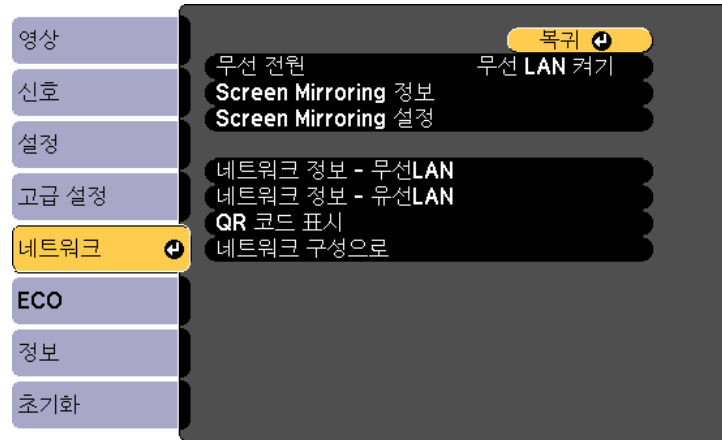 영상
신호
설정
고급 설정
네트워크
ECO
정보
초기화
복귀
무선 전원 무선 LAN 켜기
Screen Mirroring 정보
Screen Mirroring 설정
네트워크 정보 - 무선LAN
네트워크 정보 - 유선LAN
QR 코드 표시
네트워크 구성으로